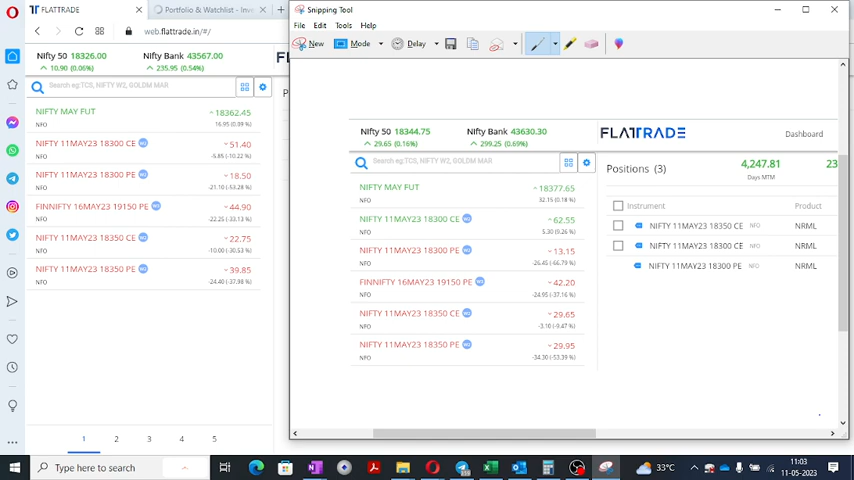 FLATTRADE
Portfolio & Watchlist - Inve
web.flattrade.in/#/
Nifty 50 18326.00
10.90 (0.06%)
Nifty Bank 43567.00
235.95 (0.54%)
Search eg:TCS, NIFTY W2, GOLDM MAR
NIFTY MAY FUT
18362.45
NFO
16.95 (0.09 %)
NIFTY 11MAY23 18300 CE W2
51.40
NFO
-5.85 (-10.22 %)
NIFTY 11MAY23 18300 PE W2
18.50
NFO
-21.10 (-53.28 %)
FINNIFTY 16MAY23 19150 PE
44.90
NFO
-22.25 (-33.13 %)
NIFTY 11MAY23 18350 CE W2
22.75
NFO
-10.00 (-30.53 %)
NIFTY 11MAY23 18350 PE W2
39.85
NFO
-24.40 (-37.98 %)
1 2 3 4 5
Snipping Tool
File Edit Tools Help
New Mode Delay
Nifty 50 18344.75
29.65 (0.16%)
Nifty Bank 43630.30
299.25 (0.69%)
FLATTRADE
Dashboard
Search eg:TCS, NIFTY W2, GOLDM MAR
NIFTY MAY FUT
18377.65
NFO
32.15 (0.18 %)
NIFTY 11MAY23 18300 CE W2
62.55
NFO
5.30 (9.26 %)
NIFTY 11MAY23 18300 PE W2
13.15
NFO
-26.45 (-66.79 %)
FINNIFTY 16MAY23 19150 PE
42.20
NFO
-24.95 (-37.16 %)
NIFTY 11MAY23 18350 CE W2
29.65
NFO
-3.10 (-9.47 %)
NIFTY 11MAY23 18350 PE W2
29.95
NFO
-34.30 (-53.39 %)
Positions (3)
4,247.81
23
Days MTM
Instrument Product
NIFTY 11MAY23 18350 CE NFO NRML
NIFTY 11MAY23 18300 CE NFO NRML
NIFTY 11MAY23 18300 PE NFO NRML
Type here to search
33°C
11:03
11-05-2023